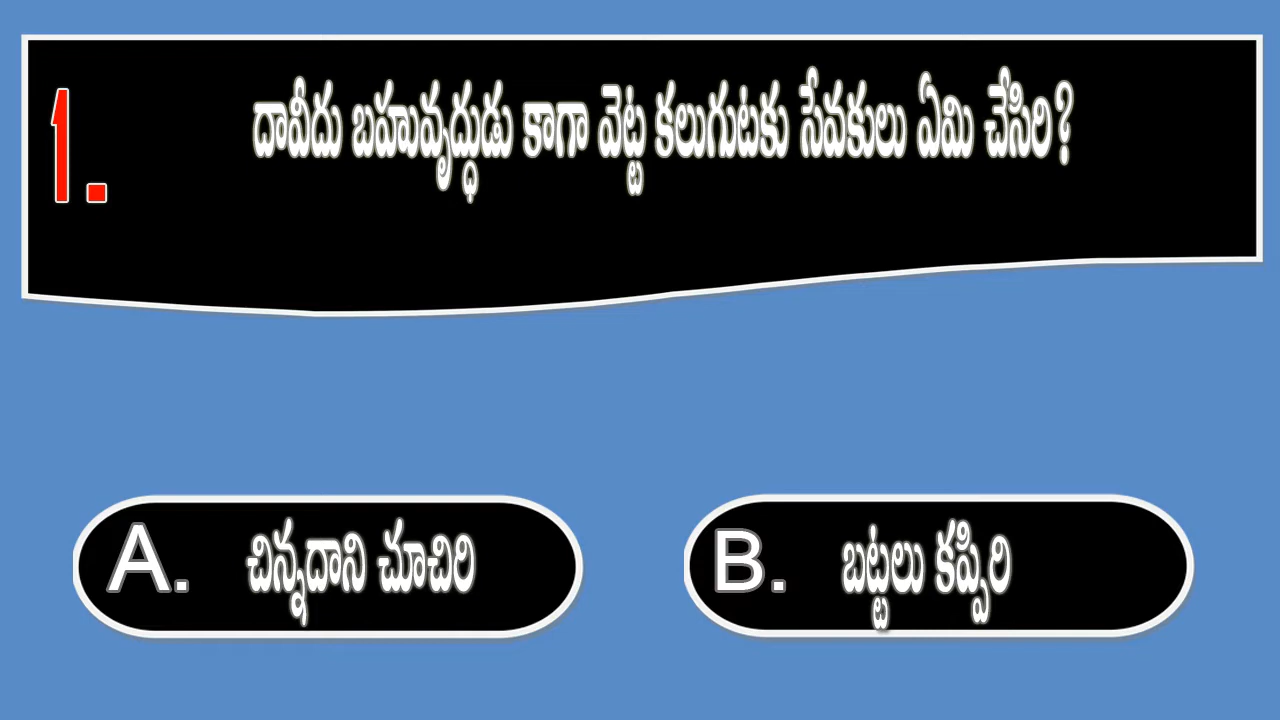 1. దావీదు బహువృద్ధుడు కాగా వెట్ట కలుగుటకు సేవకులు ఏమి చేసిరి?
A. చిన్నదాని చూచిరి
B. బట్టలు కప్పిరి